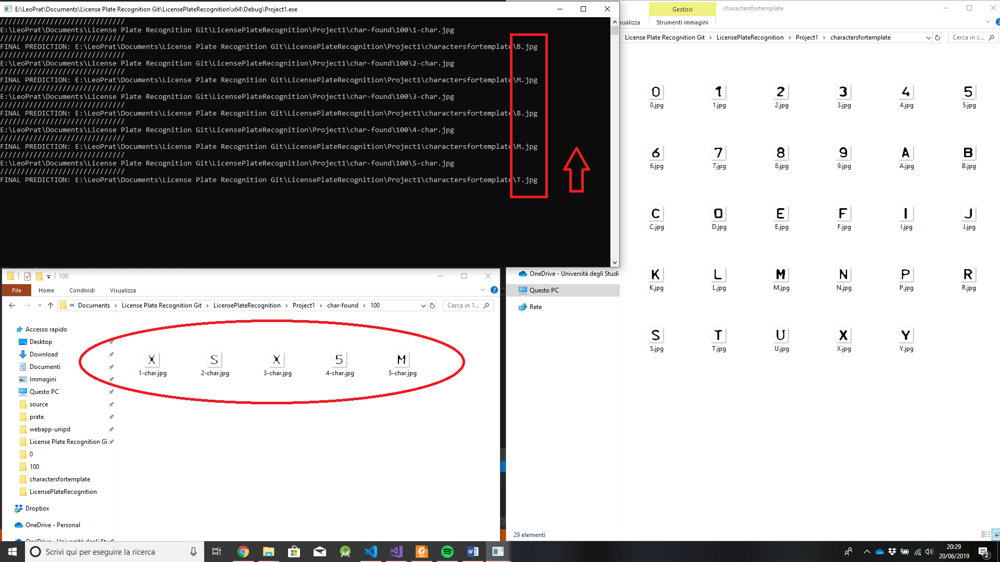 E:\LeoPrat\Documents\License Plate Recognition Git\LicensePlateRecognition\x64\Debug\Project1.exe
//////////////////////////////
E:\LeoPrat\Documents\License Plate Recognition Git\LicensePlateRecognition\Project1\char-found\100\1-char.jpg
//////////////////////////////
FINAL PREDICTION: E:\LeoPrat\Documents\License Plate Recognition Git\LicensePlateRecognition\Project1\charactersfortemplate\B.jpg
//////////////////////////////
E:\LeoPrat\Documents\License Plate Recognition Git\LicensePlateRecognition\Project1\char-found\100\2-char.jpg
//////////////////////////////
FINAL PREDICTION: E:\LeoPrat\Documents\License Plate Recognition Git\LicensePlateRecognition\Project1\charactersfortemplate\M.jpg
//////////////////////////////
E:\LeoPrat\Documents\License Plate Recognition Git\LicensePlateRecognition\Project1\char-found\100\3-char.jpg
//////////////////////////////
FINAL PREDICTION: E:\LeoPrat\Documents\License Plate Recognition Git\LicensePlateRecognition\Project1\charactersfortemplate\B.jpg
//////////////////////////////
E:\LeoPrat\Documents\License Plate Recognition Git\LicensePlateRecognition\Project1\char-found\100\4-char.jpg
//////////////////////////////
FINAL PREDICTION: E:\LeoPrat\Documents\License Plate Recognition Git\LicensePlateRecognition\Project1\charactersfortemplate\M.jpg
//////////////////////////////
E:\LeoPrat\Documents\License Plate Recognition Git\LicensePlateRecognition\Project1\char-found\100\5-char.jpg
//////////////////////////////
FINAL PREDICTION: E:\LeoPrat\Documents\License Plate Recognition Git\LicensePlateRecognition\Project1\charactersfortemplate\T.jpg
Gestisci charactersfortemplate
sualizza Strumenti immagini
License Plate Recognition Git > LicensePlateRecognition > Project1 > charactersfortemplate Cerca in c...
0 1 2 3 4 5
0.jpg 1.jpg 2.jpg 3.jpg 4.jpg 5.jpg
6 7 8 9 A B
6.jpg 7.jpg 8.jpg 9.jpg A.jpg B.jpg
C D E F I J
C.jpg D.jpg E.jpg F.jpg I.jpg J.jpg
K L M N P R
K.jpg L.jpg M.jpg N.jpg P.jpg R.jpg
S T U X Y
S.jpg T.jpg U.jpg X.jpg Y.jpg
OneDrive - Università degli Studi
Questo PC
Rete
29 elementi
100
File Home Condividi Visualizza
« Documents > License Plate Recognition Git > LicensePlateRecognition > Project1 > char-found > 100 Cerca in 1...
Accesso rapido
Desktop
Download
Documenti
Immagini
Questo PC
source
prate
webapp-unipd
License Plate Recognition Gi
0
100
charactersfortemplate
LicensePlateRecognition
Dropbox
OneDrive - Personal
OneDrive - Università degli Studi
X S X 5 M
1-char.jpg 2-char.jpg 3-char.jpg 4-char.jpg 5-char.jpg
Scrivi qui per eseguire la ricerca
20:29
20/06/2019
2